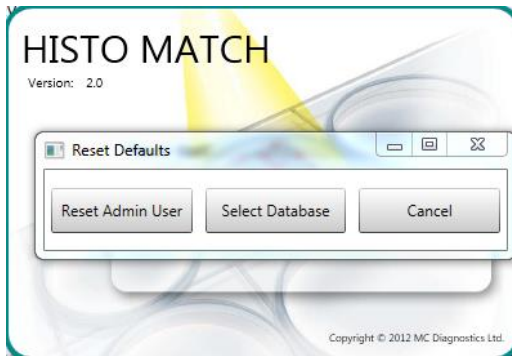 HISTO MATCH
Version: 2.0
Reset Defaults
Reset Admin User Select Database Cancel
Copyright © 2012 MC Diagnostics Ltd.